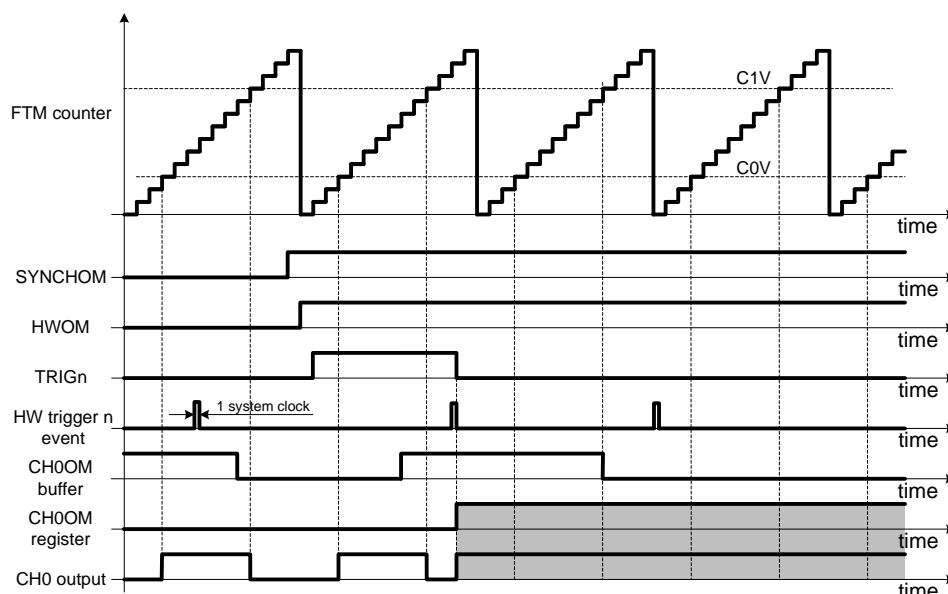 C1V
FTM counter
C0V
time
SYNCHOM
time
HWOM
time
TRIGn
time
1 system clock
HW trigger n
event
time
CH0OM
buffer
time
CH0OM
register
time
CH0 output
time